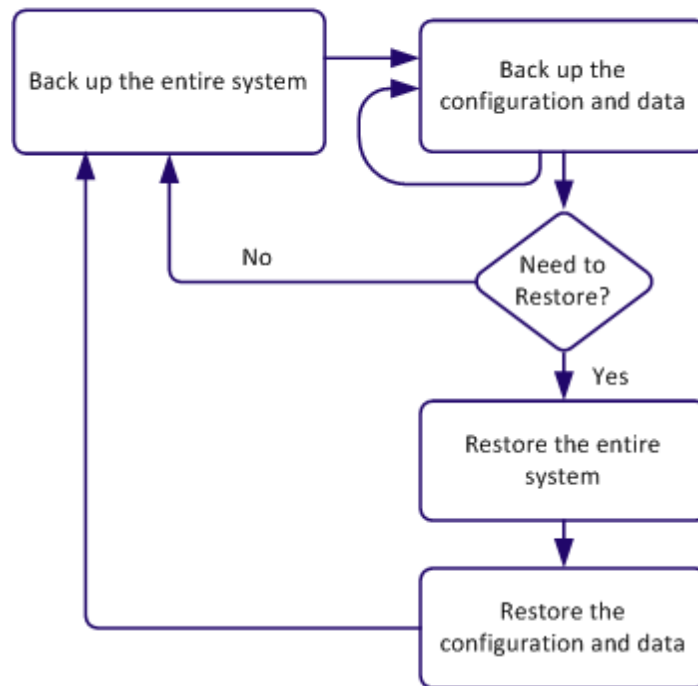 Back up the entire system
Back up the
configuration and data
No
Need to
Restore?
Yes
Restore the entire
system
Restore the
configuration and data